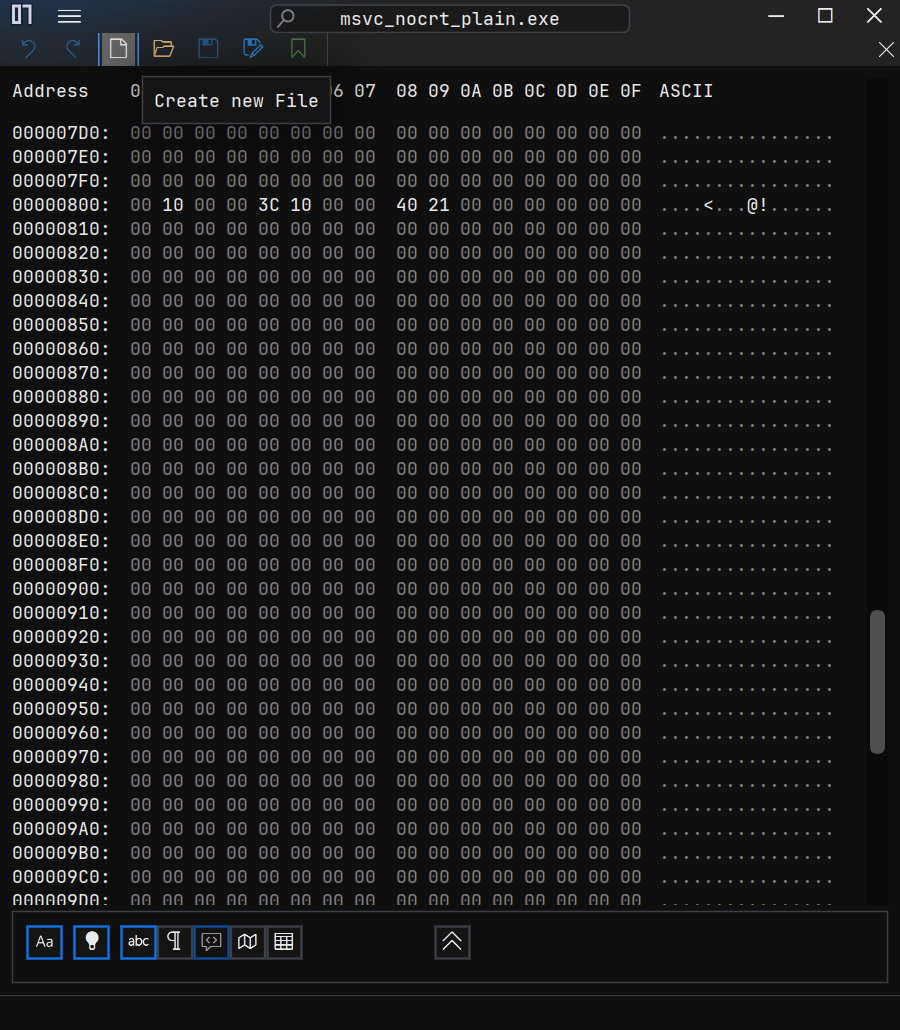 msvc_nocrt_plain.exe
Address 0 06 07 08 09 0A 0B 0C 0D 0E 0F ASCII
Create new File
000007D0: 00 00 00 00 00 00 00 00 00 00 00 00 00 00 00 00 ................
000007E0: 00 00 00 00 00 00 00 00 00 00 00 00 00 00 00 00 ................
000007F0: 00 00 00 00 00 00 00 00 00 00 00 00 00 00 00 00 ................
00000800: 00 10 00 00 3C 10 00 00 40 21 00 00 00 00 00 00 ....<...@!......
00000810: 00 00 00 00 00 00 00 00 00 00 00 00 00 00 00 00 ................
00000820: 00 00 00 00 00 00 00 00 00 00 00 00 00 00 00 00 ................
00000830: 00 00 00 00 00 00 00 00 00 00 00 00 00 00 00 00 ................
00000840: 00 00 00 00 00 00 00 00 00 00 00 00 00 00 00 00 ................
00000850: 00 00 00 00 00 00 00 00 00 00 00 00 00 00 00 00 ................
00000860: 00 00 00 00 00 00 00 00 00 00 00 00 00 00 00 00 ................
00000870: 00 00 00 00 00 00 00 00 00 00 00 00 00 00 00 00 ................
00000880: 00 00 00 00 00 00 00 00 00 00 00 00 00 00 00 00 ................
00000890: 00 00 00 00 00 00 00 00 00 00 00 00 00 00 00 00 ................
000008A0: 00 00 00 00 00 00 00 00 00 00 00 00 00 00 00 00 ................
000008B0: 00 00 00 00 00 00 00 00 00 00 00 00 00 00 00 00 ................
000008C0: 00 00 00 00 00 00 00 00 00 00 00 00 00 00 00 00 ................
000008D0: 00 00 00 00 00 00 00 00 00 00 00 00 00 00 00 00 ................
000008E0: 00 00 00 00 00 00 00 00 00 00 00 00 00 00 00 00 ................
000008F0: 00 00 00 00 00 00 00 00 00 00 00 00 00 00 00 00 ................
00000900: 00 00 00 00 00 00 00 00 00 00 00 00 00 00 00 00 ................
00000910: 00 00 00 00 00 00 00 00 00 00 00 00 00 00 00 00 ................
00000920: 00 00 00 00 00 00 00 00 00 00 00 00 00 00 00 00 ................
00000930: 00 00 00 00 00 00 00 00 00 00 00 00 00 00 00 00 ................
00000940: 00 00 00 00 00 00 00 00 00 00 00 00 00 00 00 00 ................
00000950: 00 00 00 00 00 00 00 00 00 00 00 00 00 00 00 00 ................
00000960: 00 00 00 00 00 00 00 00 00 00 00 00 00 00 00 00 ................
00000970: 00 00 00 00 00 00 00 00 00 00 00 00 00 00 00 00 ................
00000980: 00 00 00 00 00 00 00 00 00 00 00 00 00 00 00 00 ................
00000990: 00 00 00 00 00 00 00 00 00 00 00 00 00 00 00 00 ................
000009A0: 00 00 00 00 00 00 00 00 00 00 00 00 00 00 00 00 ................
000009B0: 00 00 00 00 00 00 00 00 00 00 00 00 00 00 00 00 ................
000009C0: 00 00 00 00 00 00 00 00 00 00 00 00 00 00 00 00 ................
000009D0: 00 00 00 00 00 00 00 00 00 00 00 00 00 00 00 00 ................
Aa abc ¶